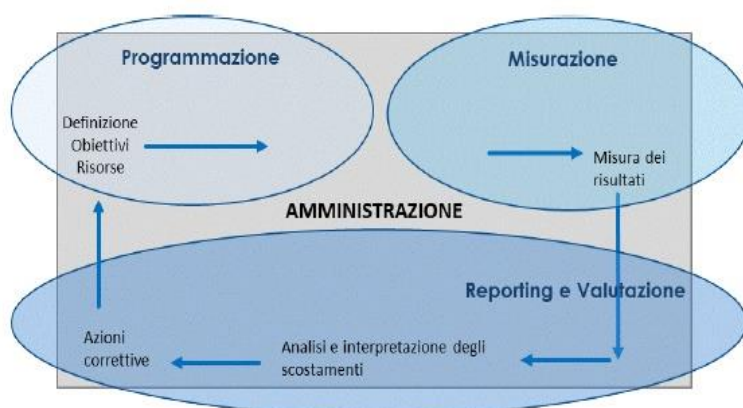 Programmazione
Misurazione
Definizione
Obiettivi
Risorse
Misura dei
risultati
AMMINISTRAZIONE
Reporting e Valutazione
Azioni
correttive
Analisi e interpretazione degli
scostamenti